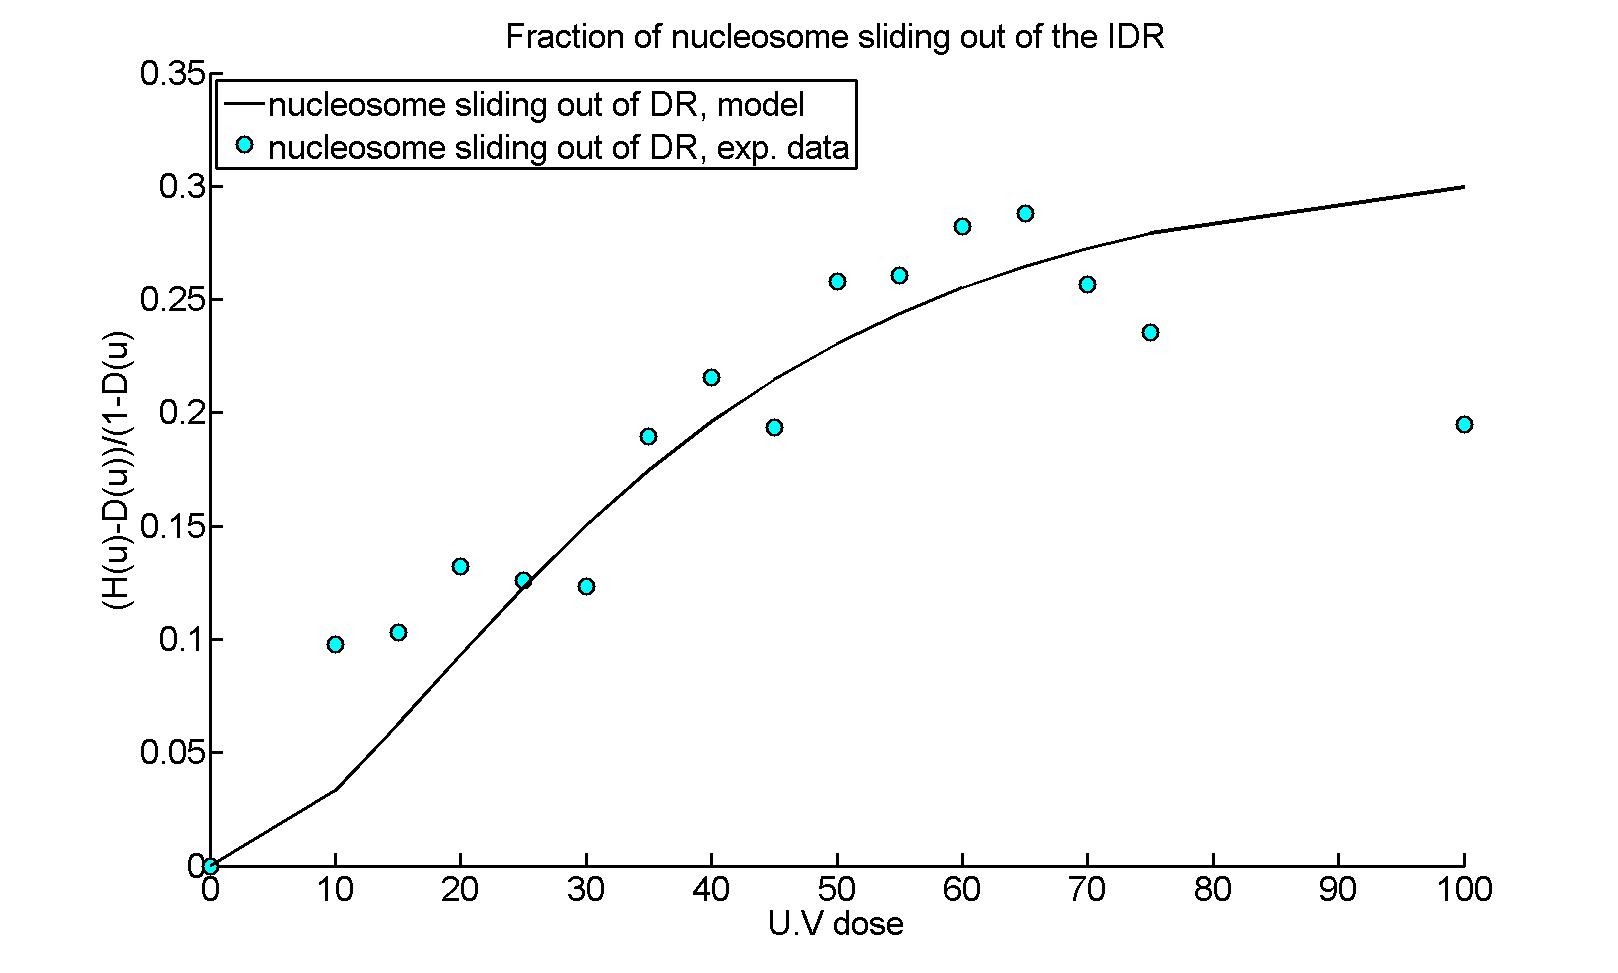 Fraction of nucleosome sliding out of the IDR
nucleosome sliding out of DR, model
nucleosome sliding out of DR, exp. data
(H(u)-D(u))/(1-D(u)
0.35
0.3
0.25
0.2
0.15
0.1
0.05
0
0 10 20 30 40 50 60 70 80 90 100
U.V dose